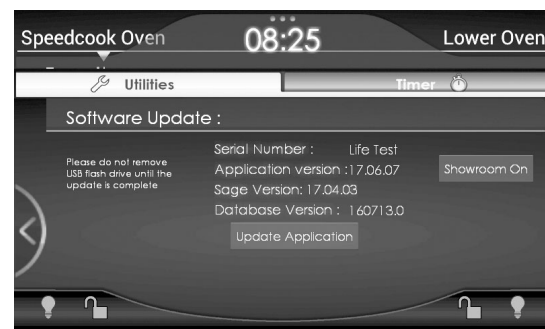 Speedcook Oven
08:25
Lower Oven
Utilities
Timer
Software Update :
Please do not remove
USB flash drive until the
update is complete
Serial Number : Life Test
Application version :17.06.07
Sage Version: 17.04.03
Database Version : 160713.0
Showroom On
Update Application